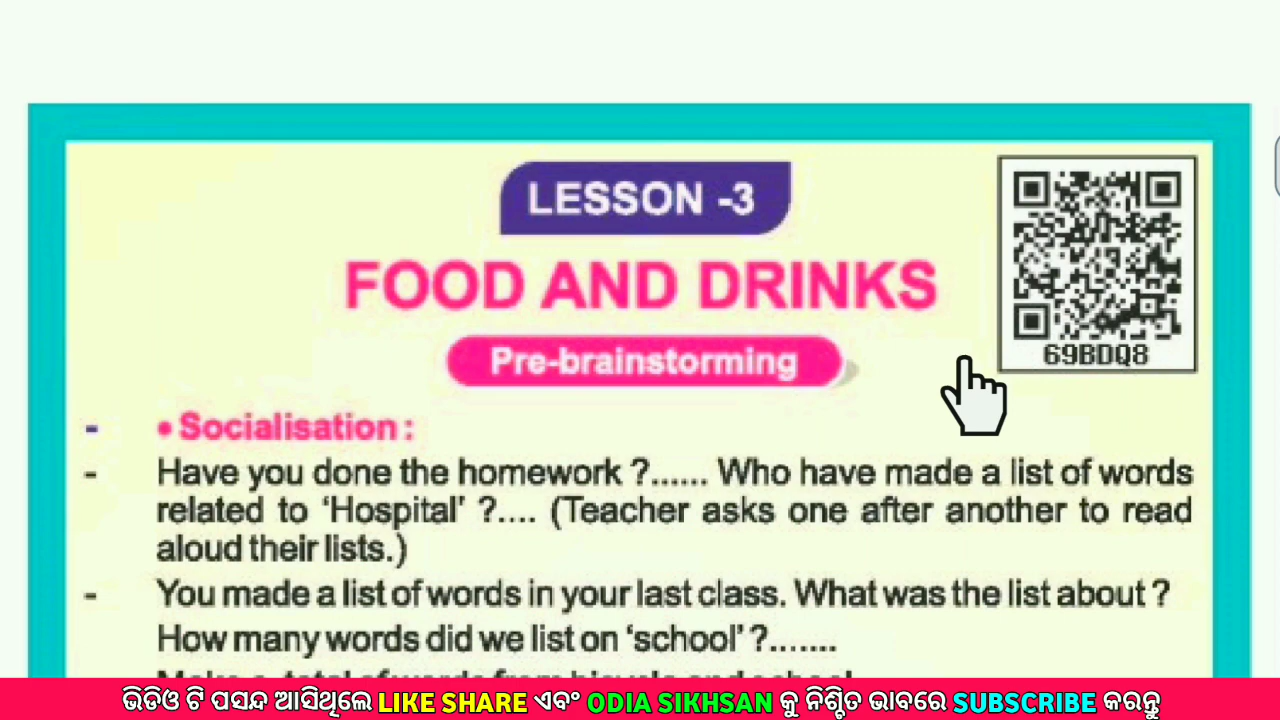 LESSON -3
FOOD AND DRINKS
69BDQ8
Pre-brainstorming
- • Socialisation :
- Have you done the homework ?...... Who have made a list of words
related to ‘Hospital’ ?.... (Teacher asks one after another to read
aloud their lists.)
- You made a list of words in your last class. What was the list about ?
How many words did we list on ‘school’ ?.......
ଭିଡିଓ ଟି ପସନ୍ଦ ଆସିଥିଲେ LIKE SHARE ଏବଂ ODIA SIKHSAN କୁ ନିଶ୍ଚିତ ଭାବରେ SUBSCRIBE କରନ୍ତୁ